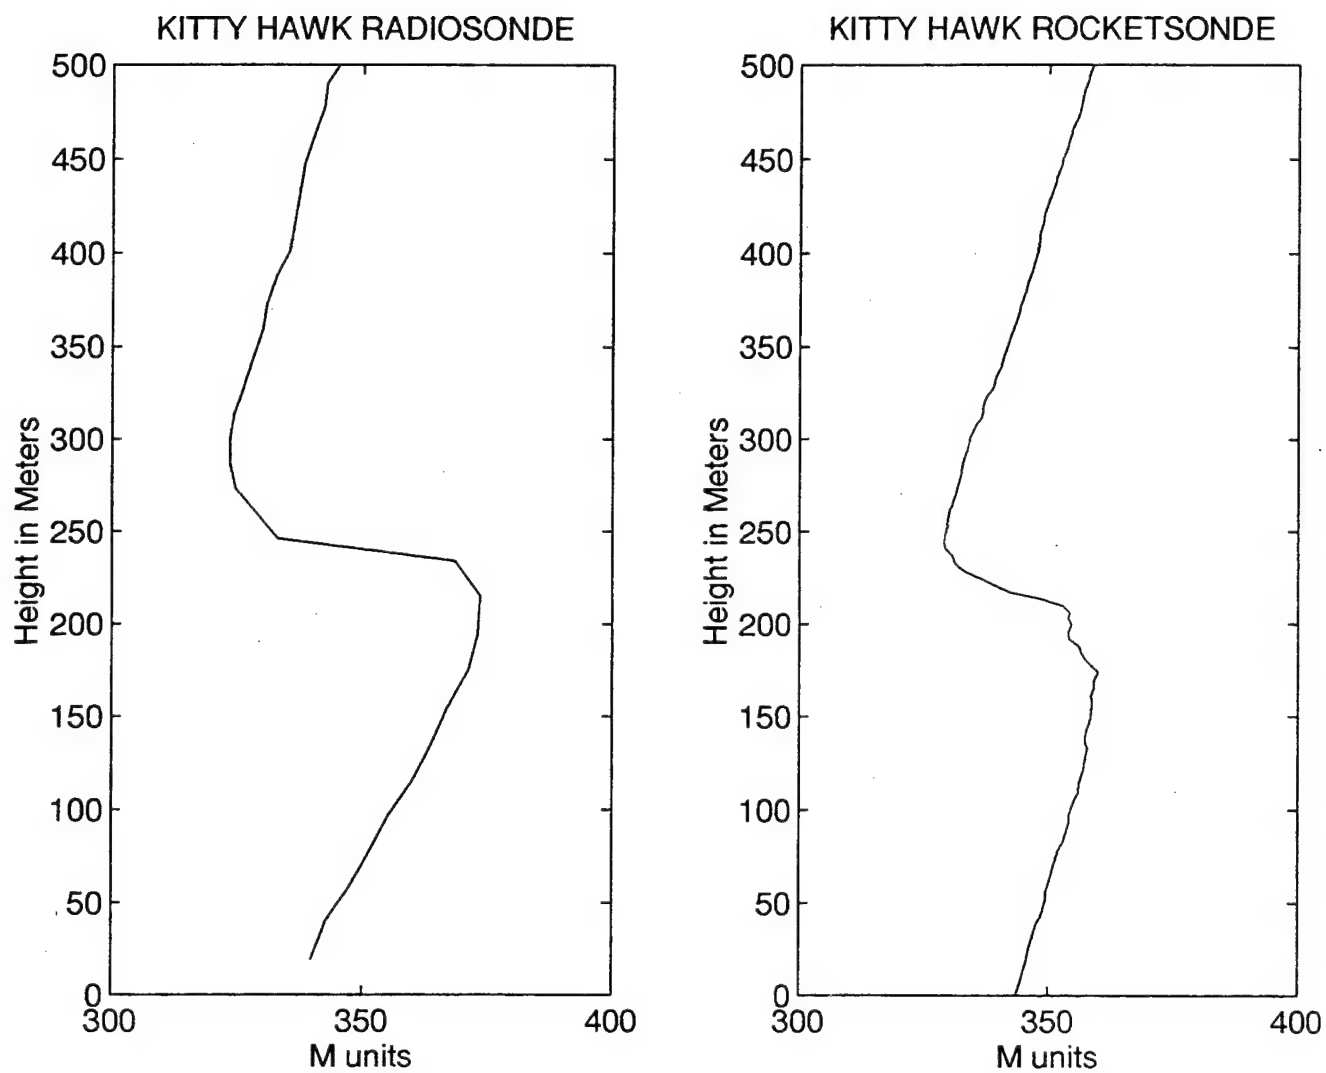 KITTY HAWK RADIOSONDE
500
450
400
350
300
250
200
150
100
50
0
Height in Meters
300 350 400
M units
KITTY HAWK ROCKETSONDE
500
450
400
350
300
250
200
150
100
50
0
Height in Meters
300 350 400
M units